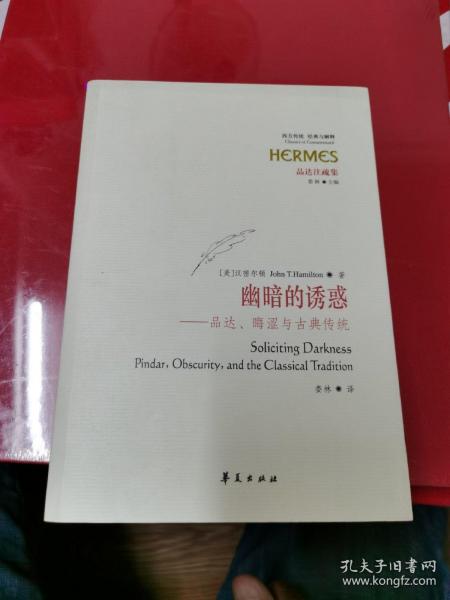 西方传统 经典与解释
Classici et Commentarii
HERMES
品达注疏集
娄林 ✺ 主编
[美]汉密尔顿 John T.Hamilton ✺ 著
幽暗的诱惑
——品达、晦涩与古典传统
Soliciting Darkness
Pindar, Obscurity, and the Classical Tradition
娄林 ✺ 译
华夏出版社
孔夫子旧书网
www.kongfz.com